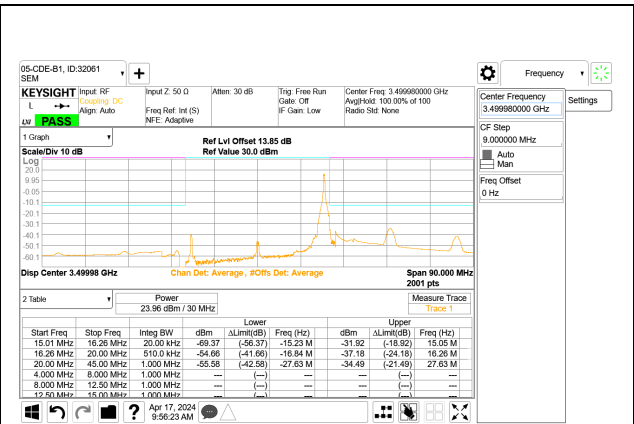 05-CDE-B1, ID:32061
SEM
Frequency
KEYSIGHT
Input: RF
Coupling: DC
Align: Auto
Input Z: 50 Ω
Freq Ref: Int (S)
NFE: Adaptive
Atten: 30 dB
Trig: Free Run
Gate: Off
IF Gain: Low
Center Freq: 3.499980000 GHz
Avg|Hold: 100.00% of 100
Radio Std: None
L
LXI PASS
Center Frequency
3.499980000 GHz
Settings
CF Step
9.000000 MHz
Auto
Man
Freq Offset
0 Hz
1 Graph
Scale/Div 10 dB
Ref Lvl Offset 13.85 dB
Ref Value 30.0 dBm
Log
20.0
9.95
-0.05
-10.1
-20.1
-30.1
-40.1
-50.1
-60.1
Disp Center 3.49998 GHz
Chan Det: Average , #Offs Det: Average
Span 90.000 MHz
2001 pts
2 Table
Power
23.96 dBm / 30 MHz
Measure Trace
Trace 1
Lower Upper
Start Freq Stop Freq Integ BW dBm ΔLimit(dB) Freq (Hz) dBm ΔLimit(dB) Freq (Hz)
15.01 MHz 16.26 MHz 20.00 kHz -69.37 (-56.37) -15.23 M -31.92 (-18.92) 15.05 M
16.26 MHz 20.00 MHz 510.0 kHz -54.66 (-41.66) -16.84 M -37.18 (-24.18) 16.26 M
20.00 MHz 45.00 MHz 1.000 MHz -55.58 (-42.58) -27.63 M -34.49 (-21.49) 27.63 M
4.000 MHz 8.000 MHz 1.000 MHz --- (---) --- --- (---) ---
8.000 MHz 12.50 MHz 1.000 MHz --- (---) --- --- (---) ---
12.50 MHz 15.00 MHz 1.000 MHz --- (---) --- --- (---) ---
Apr 17, 2024
9:56:23 AM